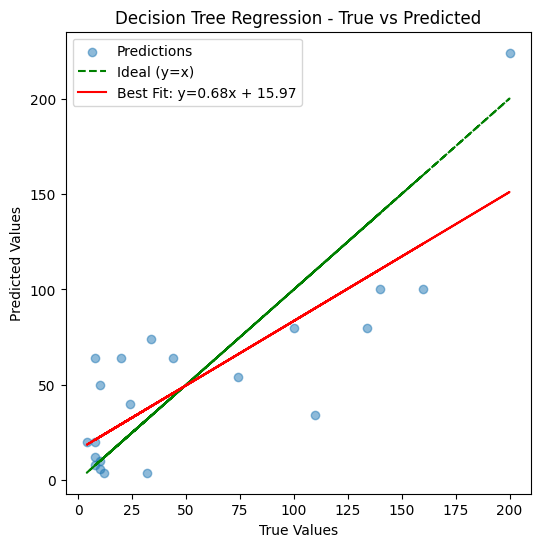 Decision Tree Regression - True vs Predicted
Predictions
Ideal (y=x)
Best Fit: y=0.68x + 15.97
Predicted Values
200
150
100
50
0
0 25 50 75 100 125 150 175 200
True Values